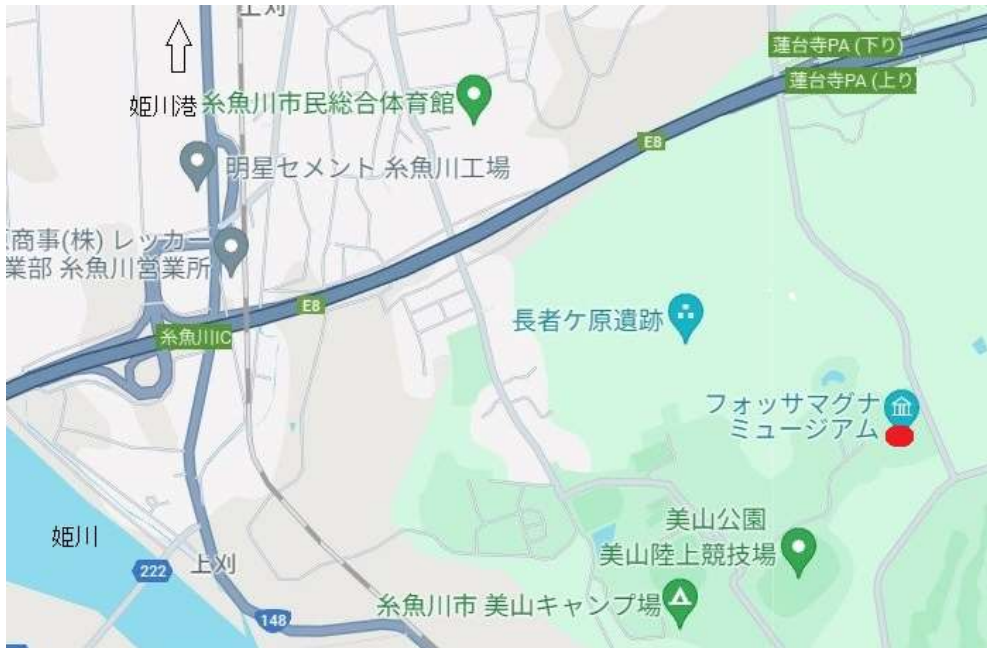 上刈
蓮台寺PA (下り)
蓮台寺PA (上り)
姫川港
糸魚川市民総合体育館
E8
明星セメント 糸魚川工場
商事(株) レッカー
業部 糸魚川営業所
E8
糸魚川IC
長者ケ原遺跡
フォッサマグナ
ミュージアム
姫川
美山公園
美山陸上競技場
222
上刈
糸魚川市 美山キャンプ場
148